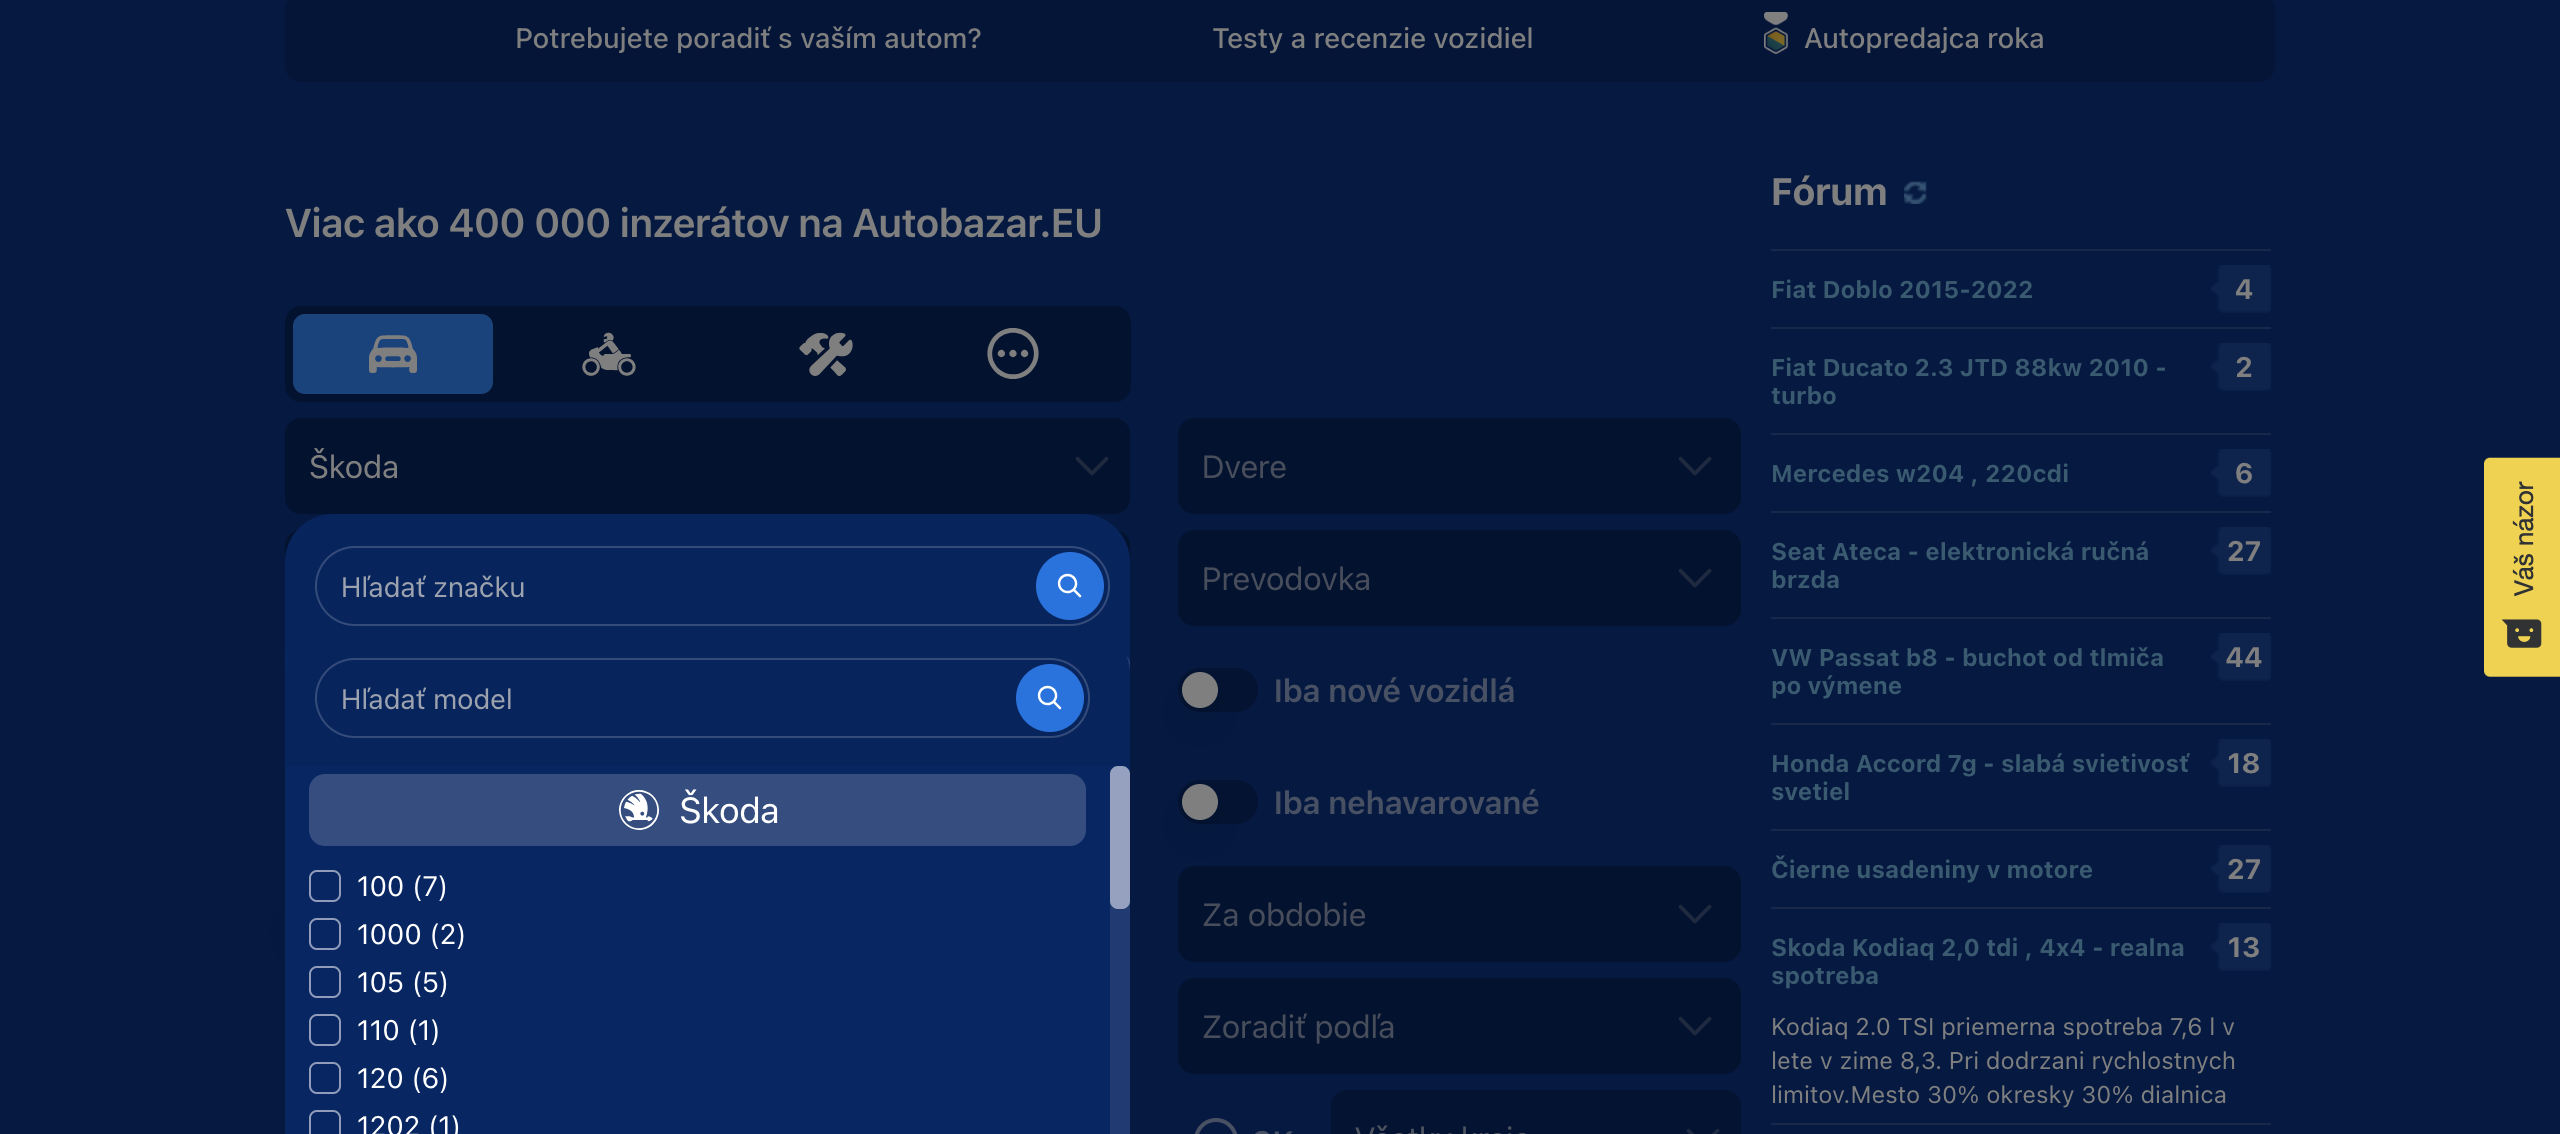 Potrebujete poradiť s vaším autom?
Testy a recenzie vozidiel
Autopredajca roka
Viac ako 400 000 inzerátov na Autobazar.EU
Škoda
Hľadať značku
Hľadať model
Škoda
100 (7)
1000 (2)
105 (5)
110 (1)
120 (6)
1202 (1)
Dvere
Prevodovka
Iba nové vozidlá
Iba nehavarované
Za obdobie
Zoradiť podľa
Všetky kraje
Fórum
Fiat Doblo 2015-2022
4
Fiat Ducato 2.3 JTD 88kw 2010 -
turbo
2
Mercedes w204 , 220cdi
6
Seat Ateca - elektronická ručná
brzda
27
VW Passat b8 - buchot od tlmiča
po výmene
44
Honda Accord 7g - slabá svietivosť
svetiel
18
Čierne usadeniny v motore
27
Skoda Kodiaq 2,0 tdi , 4x4 - realna
spotreba
13
Kodiaq 2.0 TSI priemerna spotreba 7,6 l v
lete v zime 8,3. Pri dodrzani rychlostnych
limitov.Mesto 30% okresky 30% dialnica
Váš názor